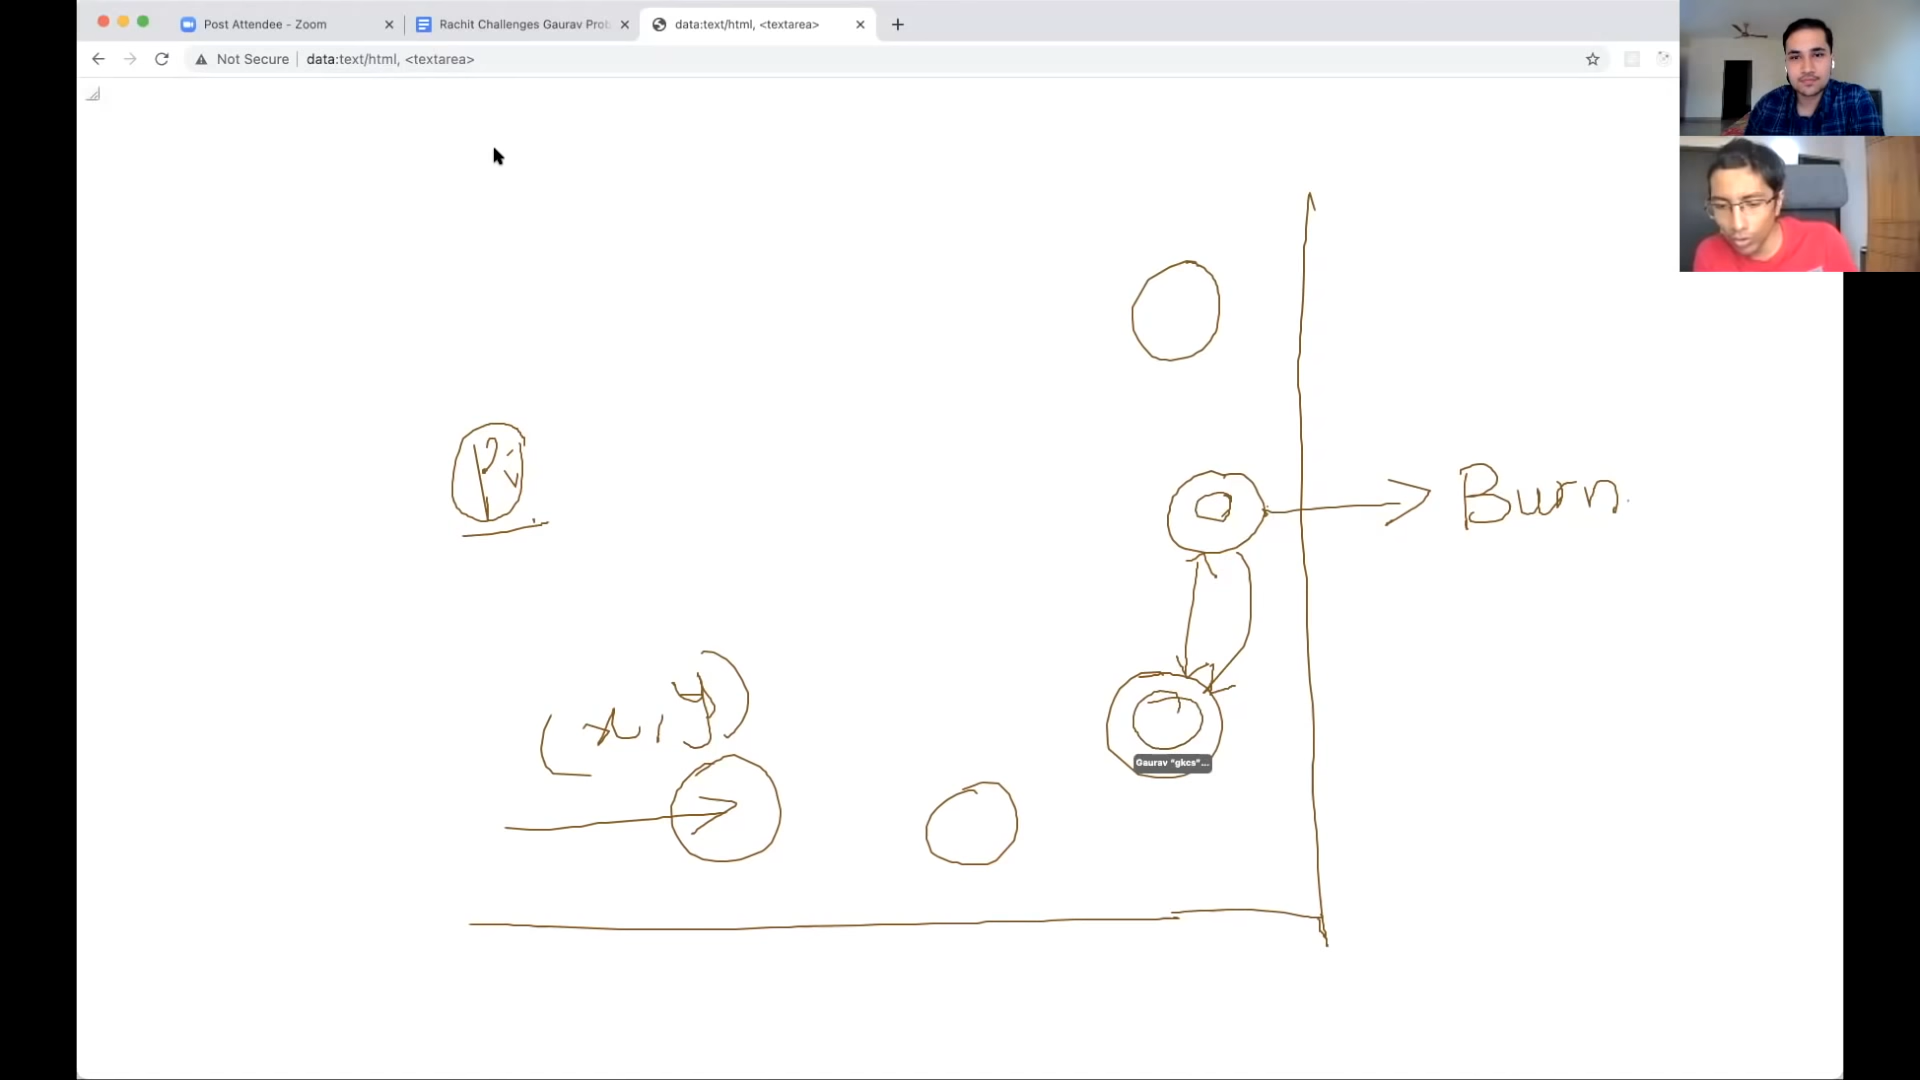 Post Attendee - Zoom
Rachit Challenges Gaurav Prob
data:text/html, <textarea>
Not Secure
data:text/html, <textarea>
Pi
Burn
(x, y)
Gaurav "gkcs"...